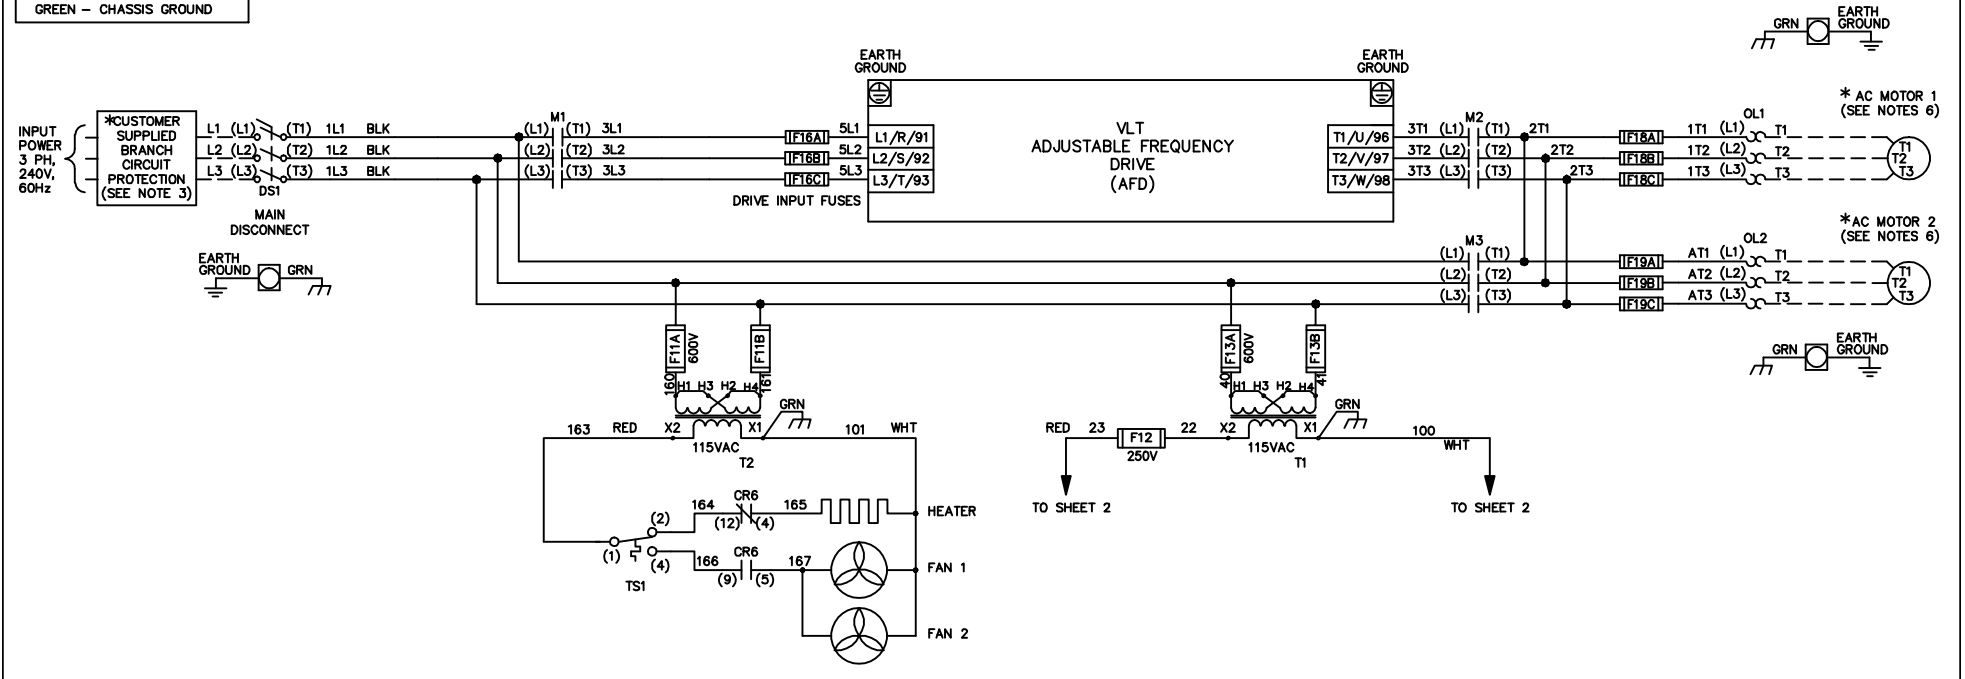 GREEN – CHASSIS GROUND
GRN
EARTH
GROUND
INPUT
POWER
3 PH,
240V,
60Hz
*CUSTOMER
SUPPLIED
BRANCH
CIRCUIT
PROTECTION
(SEE NOTE 3)
L1 (L1) (T1) 1L1 BLK
L2 (L2) (T2) 1L2 BLK
L3 (L3) (T3) 1L3 BLK
DS1
MAIN
DISCONNECT
EARTH
GROUND
GRN
M1
(L1) (T1) 3L1
(L2) (T2) 3L2
(L3) (T3) 3L3
F16A 5L1
F16B 5L2
F16C 5L3
DRIVE INPUT FUSES
EARTH
GROUND
EARTH
GROUND
L1/R/91
L2/S/92
L3/T/93
VLT
ADJUSTABLE FREQUENCY
DRIVE
(AFD)
T1/U/96
T2/V/97
T3/W/98
M2
3T1 (L1) (T1) 2T1
3T2 (L2) (T2) 2T2
3T3 (L3) (T3) 2T3
OL1
F18A 1T1 (L1) T1
F18B 1T2 (L2) T2
F18C 1T3 (L3) T3
* AC MOTOR 1
(SEE NOTES 6)
T1
T2
T3
M3
(L1) (T1)
(L2) (T2)
(L3) (T3)
OL2
F19A AT1 (L1) T1
F19B AT2 (L2) T2
F19C AT3 (L3) T3
*AC MOTOR 2
(SEE NOTES 6)
T1
T2
T3
GRN
EARTH
GROUND
F11A
600V
F11B
160
161
H1 H3 H2 H4
GRN
163 RED X2 X1 101 WHT
115VAC
T2
F13A
600V
F13B
40
41
H1 H3 H2 H4
GRN
RED 23 F12 22 X2 X1 100
WHT
250V
115VAC
T1
TO SHEET 2
TO SHEET 2
CR6
164 165
(12) (4)
HEATER
(2)
(1)
(4)
TS1
CR6
166 167
(9) (5)
FAN 1
FAN 2